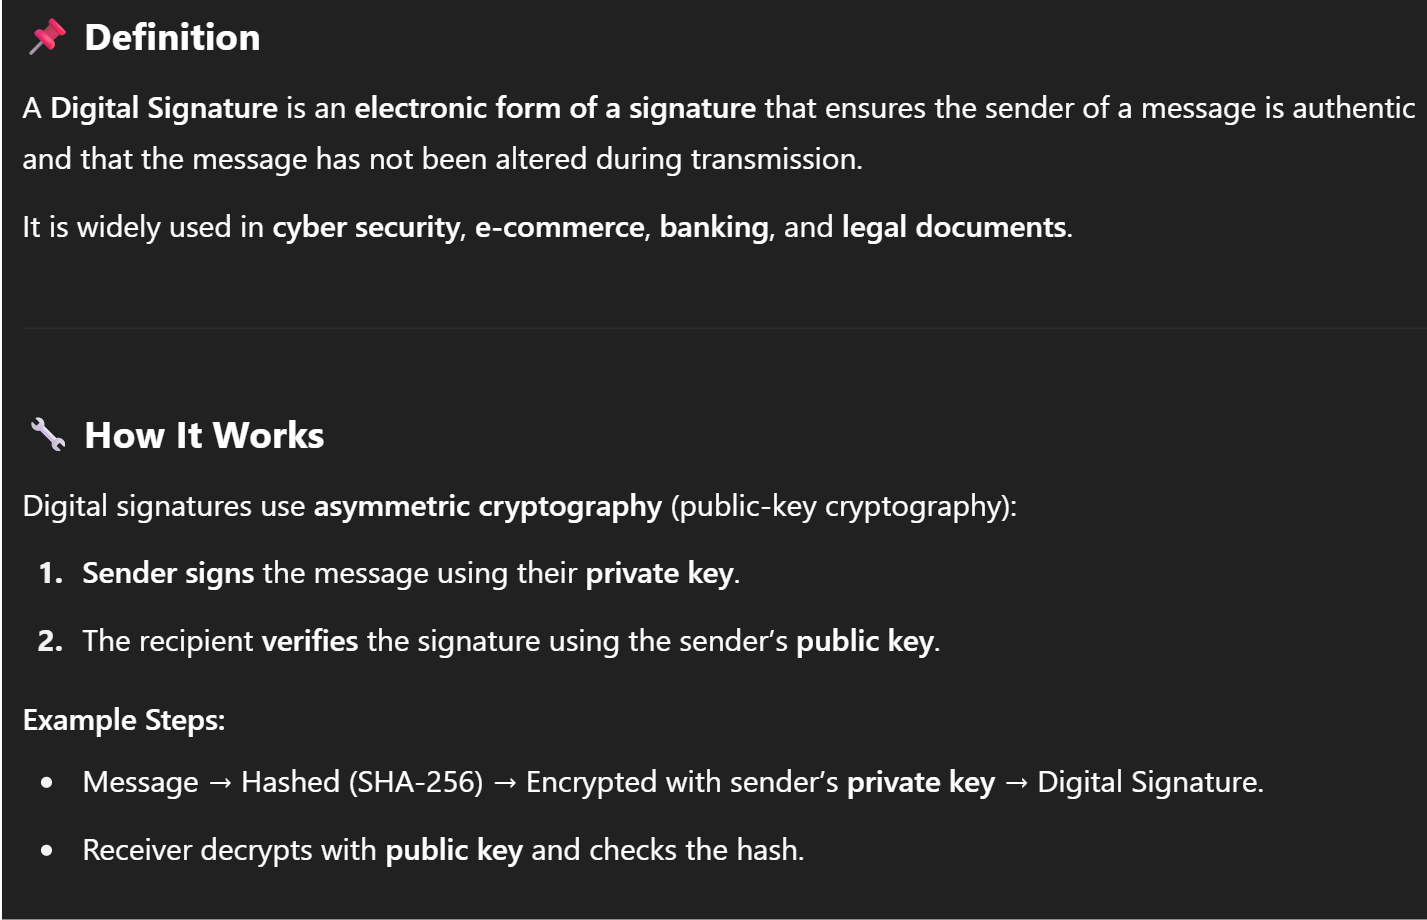 📌 Definition
A Digital Signature is an electronic form of a signature that ensures the sender of a message is authentic
and that the message has not been altered during transmission.
It is widely used in cyber security, e-commerce, banking, and legal documents.
🔧 How It Works
Digital signatures use asymmetric cryptography (public-key cryptography):
1. Sender signs the message using their private key.
2. The recipient verifies the signature using the sender’s public key.
Example Steps:
• Message → Hashed (SHA-256) → Encrypted with sender’s private key → Digital Signature.
• Receiver decrypts with public key and checks the hash.